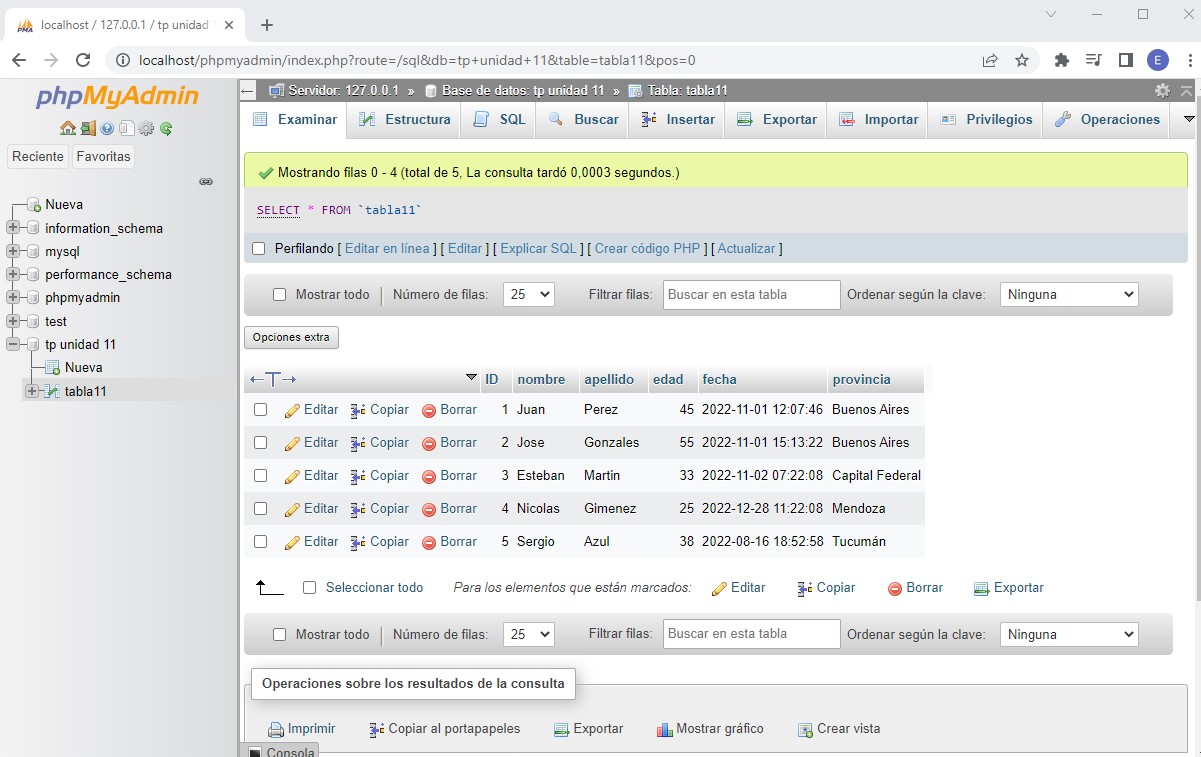 localhost / 127.0.0.1 / tp unidad
localhost/phpmyadmin/index.php?route=/sql&db=tp+unidad+11&table=tabla11&pos=0
E
phpMyAdmin
Reciente Favoritas
Nueva
information_schema
mysql
performance_schema
phpmyadmin
test
tp unidad 11
Nueva
tabla11
Servidor: 127.0.0.1 » Base de datos: tp unidad 11 » Tabla: tabla11
Examinar Estructura SQL Buscar Insertar Exportar Importar Privilegios Operaciones
Mostrando filas 0 - 4 (total de 5, La consulta tardó 0,0003 segundos.)
SELECT * FROM `tabla11`
Perfilando [ Editar en línea ] [ Editar ] [ Explicar SQL ] [ Crear código PHP ] [ Actualizar ]
Mostrar todo | Número de filas: 25 Filtrar filas: Buscar en esta tabla Ordenar según la clave: Ninguna
Opciones extra
←T→ ID nombre apellido edad fecha provincia
Editar Copiar Borrar 1 Juan Perez 45 2022-11-01 12:07:46 Buenos Aires
Editar Copiar Borrar 2 Jose Gonzales 55 2022-11-01 15:13:22 Buenos Aires
Editar Copiar Borrar 3 Esteban Martin 33 2022-11-02 07:22:08 Capital Federal
Editar Copiar Borrar 4 Nicolas Gimenez 25 2022-12-28 11:22:08 Mendoza
Editar Copiar Borrar 5 Sergio Azul 38 2022-08-16 18:52:58 Tucumán
Seleccionar todo Para los elementos que están marcados: Editar Copiar Borrar Exportar
Mostrar todo | Número de filas: 25 Filtrar filas: Buscar en esta tabla Ordenar según la clave: Ninguna
Operaciones sobre los resultados de la consulta
Imprimir Copiar al portapapeles Exportar Mostrar gráfico Crear vista
Consola